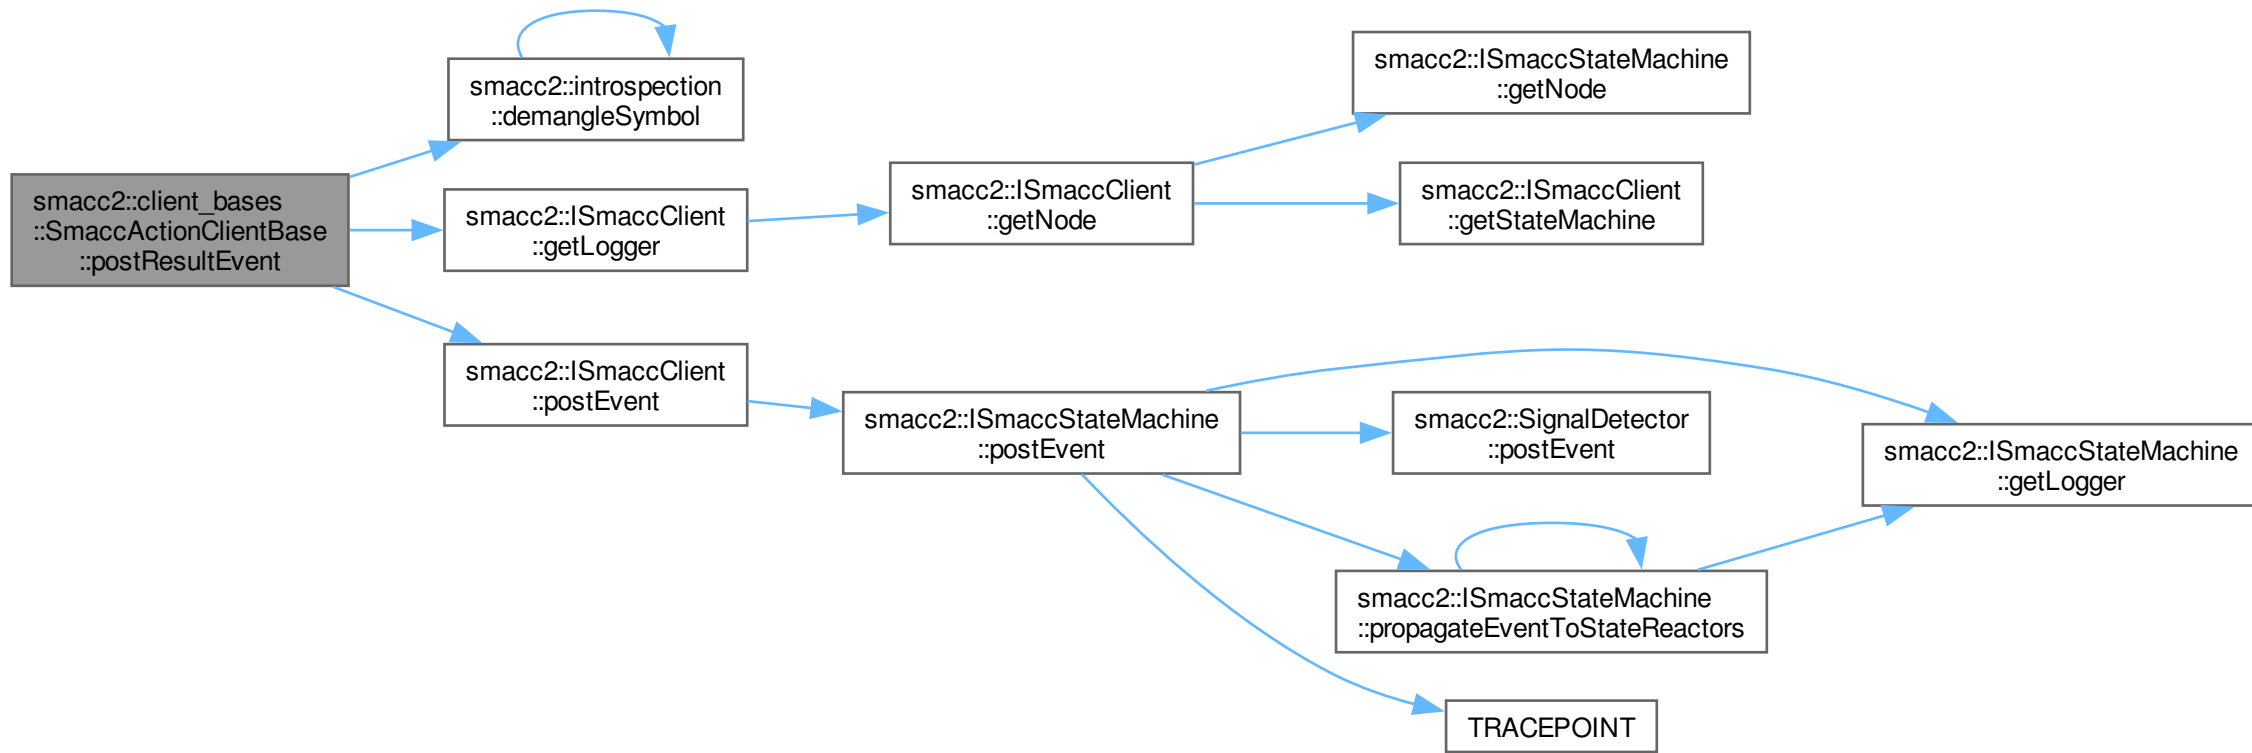 smacc2::client_bases
::SmaccActionClientBase
::postResultEvent
smacc2::introspection
::demangleSymbol
smacc2::ISmaccClient
::getLogger
smacc2::ISmaccClient
::postEvent
smacc2::ISmaccClient
::getNode
smacc2::ISmaccStateMachine
::getNode
smacc2::ISmaccClient
::getStateMachine
smacc2::ISmaccStateMachine
::postEvent
smacc2::SignalDetector
::postEvent
smacc2::ISmaccStateMachine
::propagateEventToStateReactors
TRACEPOINT
smacc2::ISmaccStateMachine
::getLogger